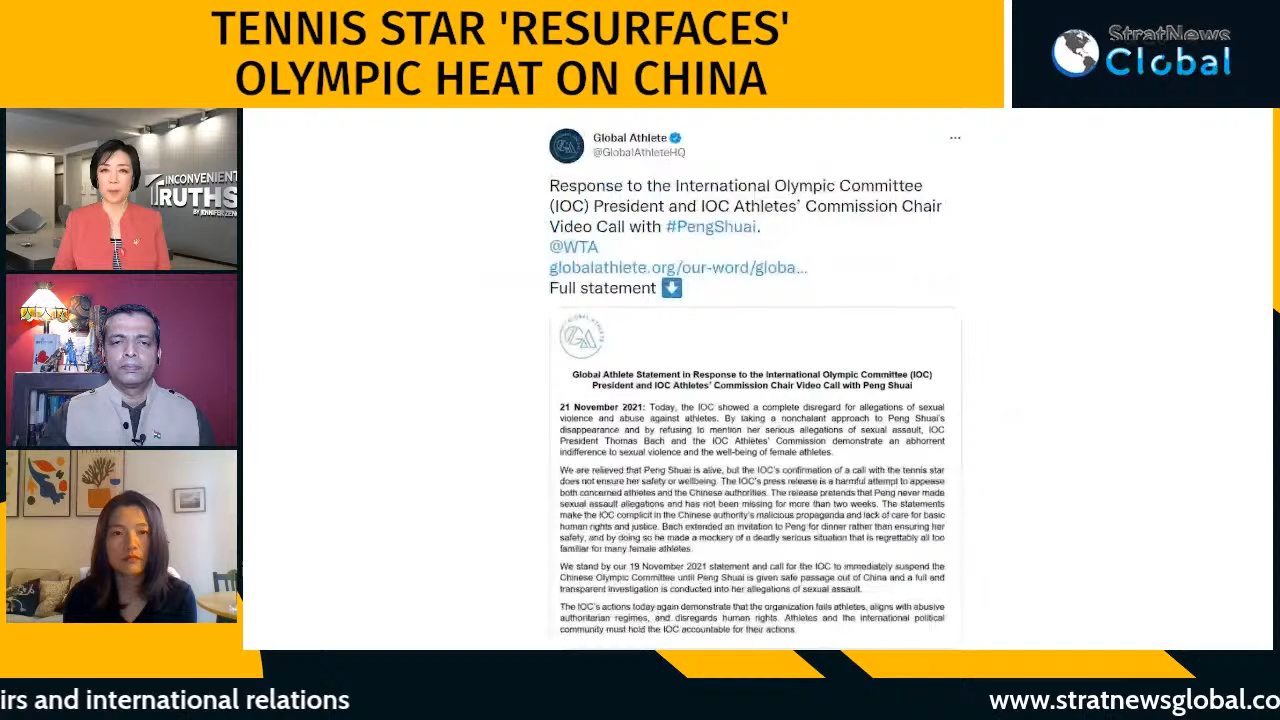 TENNIS STAR 'RESURFACES'
OLYMPIC HEAT ON CHINA
StratNews
Global
INCONVENIENT
TRUTHS
BY JENNIFER ZENG
Global Athlete
@GlobalAthleteHQ
Response to the International Olympic Committee
(IOC) President and IOC Athletes' Commission Chair
Video Call with #PengShuai.
@WTA
globalathlete.org/our-word/globa...
Full statement
GLOBAL ATHLETE
GA
Global Athlete Statement in Response to the International Olympic Committee (IOC)
President and IOC Athletes' Commission Chair Video Call with Peng Shuai
21 November 2021: Today, the IOC showed a complete disregard for allegations of sexual
violence and abuse against athletes. By taking a nonchalant approach to Peng Shuai's
disappearance and by refusing to mention her serious allegations of sexual assault, IOC
President Thomas Bach and the IOC Athletes' Commission demonstrate an abhorrent
indifference to sexual violence and the well-being of female athletes.
We are relieved that Peng Shuai is alive, but the IOC's confirmation of a call with the tennis star
does not ensure her safety or wellbeing. The IOC's press release is a harmful attempt to appease
both concerned athletes and the Chinese authorities. The release pretends that Peng never made
sexual assault allegations and has not been missing for more than two weeks. The statements
make the IOC complicit in the Chinese authority's malicious propaganda and lack of care for basic
human rights and justice. Bach extended an invitation to Peng for dinner rather than ensuring her
safety, and by doing so he made a mockery of a deadly serious situation that is regrettably all too
familiar for many female athletes.
We stand by our 19 November 2021 statement and call for the IOC to immediately suspend the
Chinese Olympic Committee until Peng Shuai is given safe passage out of China and a full and
transparent investigation is conducted into her allegations of sexual assault.
The IOC's actions today again demonstrate that the organization fails athletes, aligns with abusive
authoritarian regimes, and disregards human rights. Athletes and the international political
community must hold the IOC accountable for their actions.
irs and international relations
www.stratnewsglobal.co